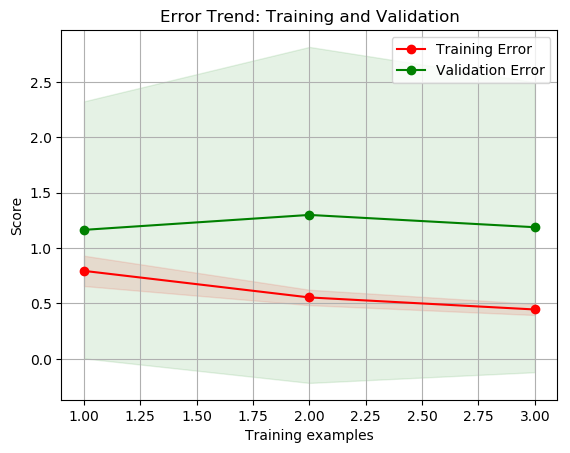 Error Trend: Training and Validation
Training Error
Validation Error
Score
2.5
2.0
1.5
1.0
0.5
0.0
1.00 1.25 1.50 1.75 2.00 2.25 2.50 2.75 3.00
Training examples